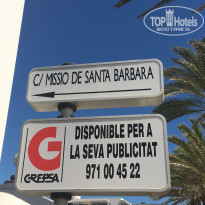 TOP Hotels
ФОТО ТУРИСТА
C/ MISSIO DE SANTA BARBARA
DISPONIBLE PER A
LA SEVA PUBLICITAT
971 00 45 22
G
GREPSA